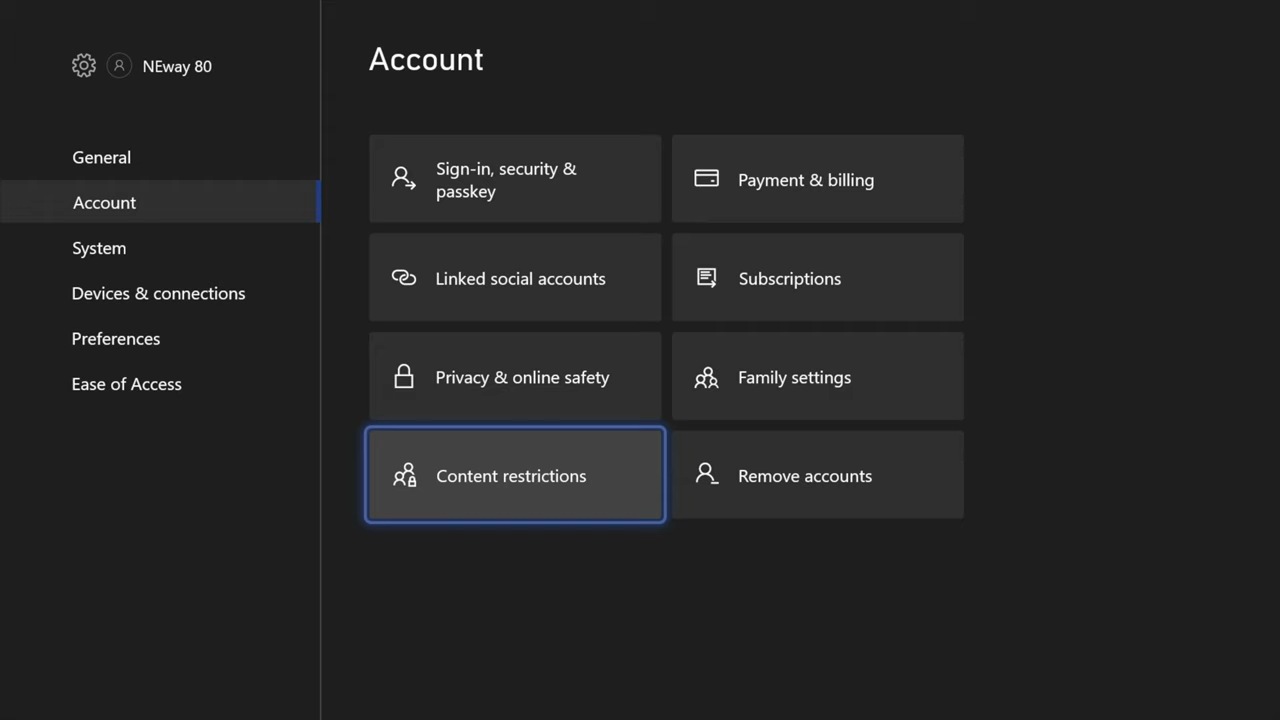 NEway 80
General
Account
System
Devices & connections
Preferences
Ease of Access
Account
Sign-in, security &
passkey
Payment & billing
Linked social accounts
Subscriptions
Privacy & online safety
Family settings
Content restrictions
Remove accounts